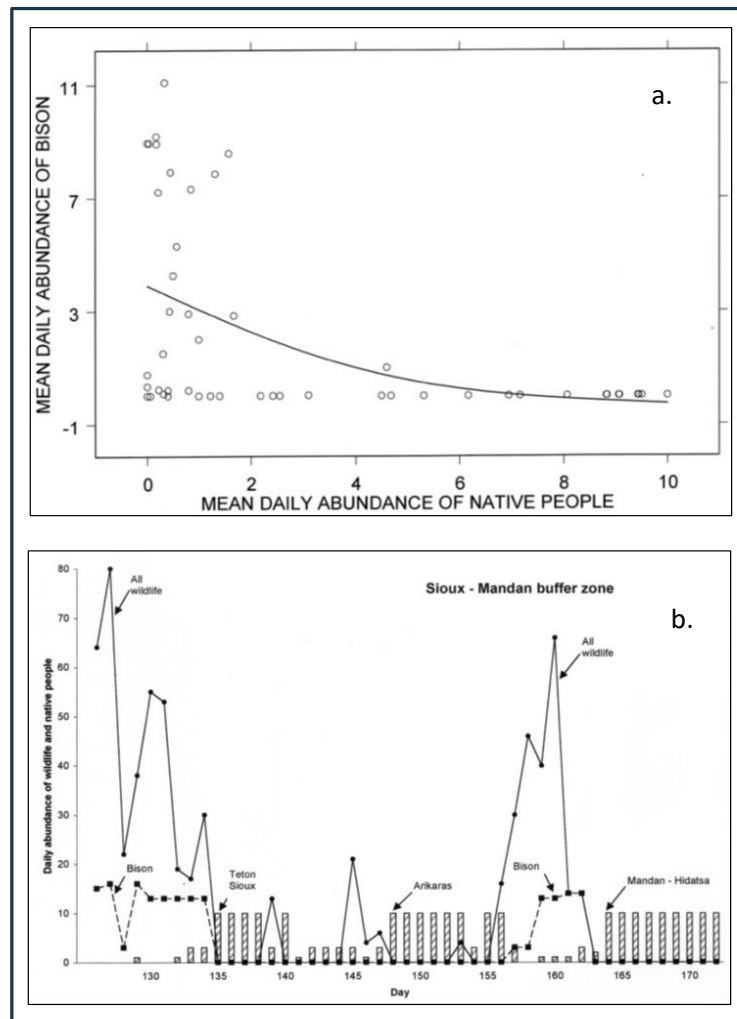 a.
11
7
3
-1
MEAN DAILY ABUNDANCE OF BISON
0 2 4 6 8 10
MEAN DAILY ABUNDANCE OF NATIVE PEOPLE
Sioux - Mandan buffer zone
b.
80
70
60
50
40
30
20
10
0
Daily abundance of wildlife and native people
All
wildlife
Bison
Teton
Sioux
Arikaras
All
wildlife
Bison
Mandan - Hidatsa
130 135 140 145 150 155 160 165 170
Day